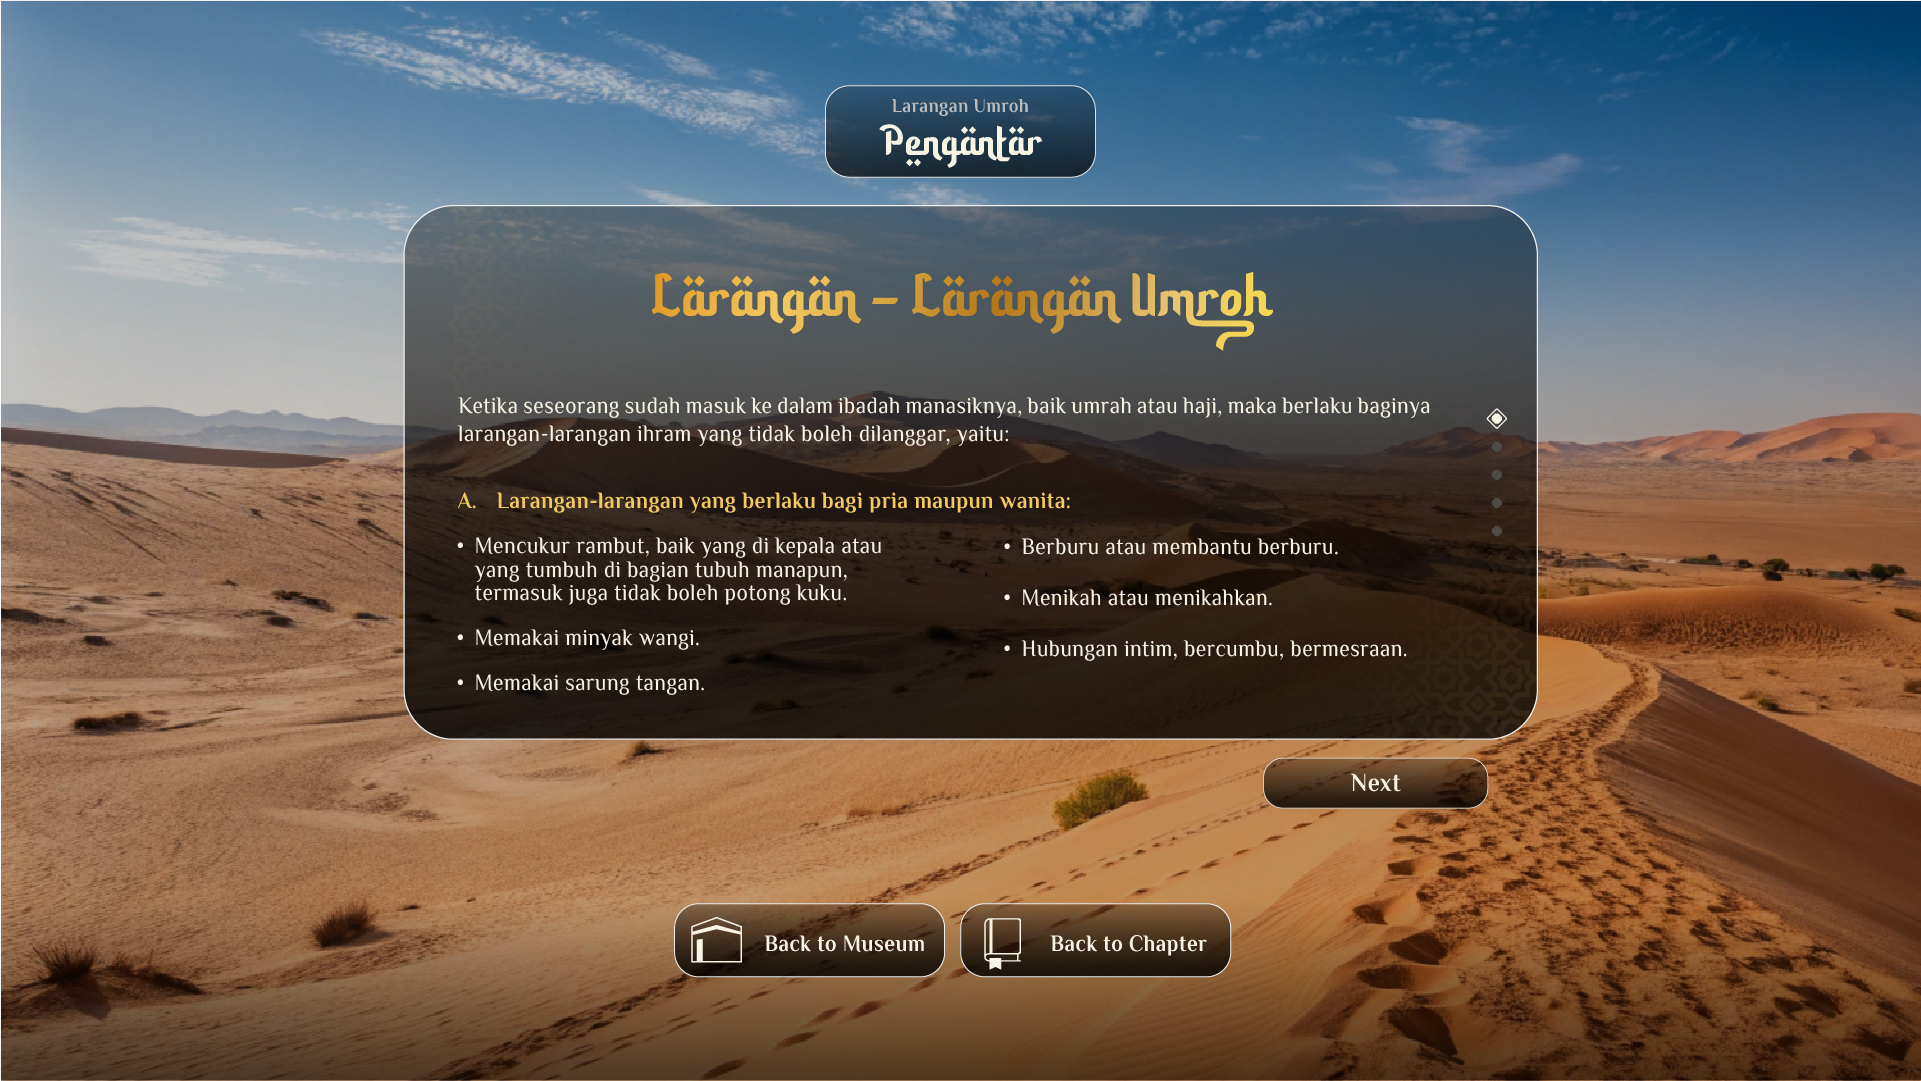 Larangan Umroh
Pengantar
Larangan – Larangan Umroh
Ketika seseorang sudah masuk ke dalam ibadah manasiknya, baik umrah atau haji, maka berlaku baginya
larangan-larangan ihram yang tidak boleh dilanggar, yaitu:
A. Larangan-larangan yang berlaku bagi pria maupun wanita:
• Mencukur rambut, baik yang di kepala atau
yang tumbuh di bagian tubuh manapun,
termasuk juga tidak boleh potong kuku.
• Memakai minyak wangi.
• Memakai sarung tangan.
• Berburu atau membantu berburu.
• Menikah atau menikahkan.
• Hubungan intim, bercumbu, bermesraan.
Next
Back to Museum
Back to Chapter